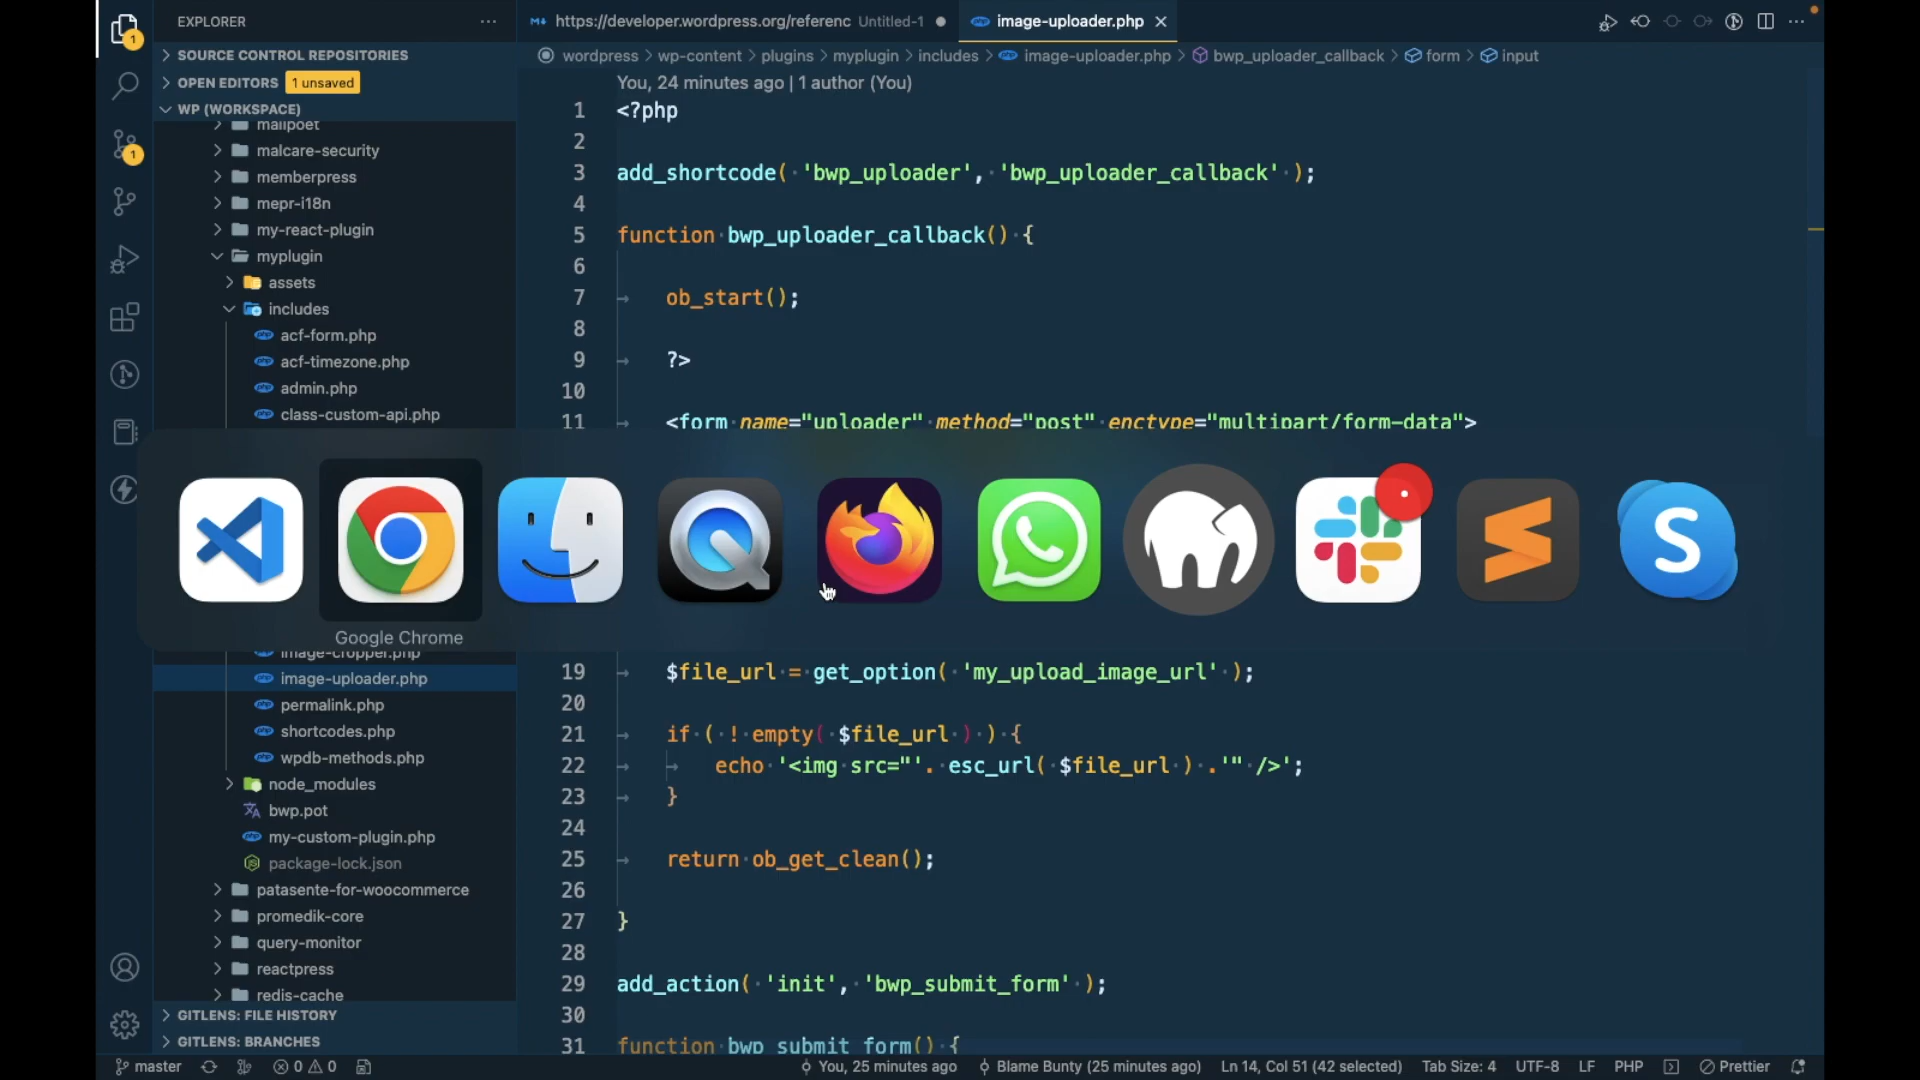 EXPLORER
SOURCE CONTROL REPOSITORIES
OPEN EDITORS 1 unsaved
WP (WORKSPACE)
mailpoet
malcare-security
memberpress
mepr-i18n
my-react-plugin
myplugin
assets
includes
acf-form.php
acf-timezone.php
admin.php
class-custom-api.php
image-cropper.php
image-uploader.php
permalink.php
shortcodes.php
wpdb-methods.php
node_modules
bwp.pot
my-custom-plugin.php
package-lock.json
patasente-for-woocommerce
promedik-core
query-monitor
reactpress
redis-cache
GITLENS: FILE HISTORY
GITLENS: BRANCHES
https://developer.wordpress.org/referenc Untitled-1
image-uploader.php
wordpress > wp-content > plugins > myplugin > includes > image-uploader.php > bwp_uploader_callback > form > input
You, 24 minutes ago | 1 author (You)
1 <?php
2
3 add_shortcode( 'bwp_uploader', 'bwp_uploader_callback' );
4
5 function bwp_uploader_callback() {
6
7 ob_start();
8
9 ?>
10
11 <form name="uploader" method="post" enctype="multipart/form-data">
Google Chrome
19 $file_url = get_option( 'my_upload_image_url' );
20
21 if ( ! empty( $file_url ) ) {
22 echo '<img src="'. esc_url( $file_url ) .'" />';
23 }
24
25 return ob_get_clean();
26
27 }
28
29 add_action( 'init', 'bwp_submit_form' );
30
31 function bwp_submit_form() {
master
0 0
You, 25 minutes ago
Blame Bunty (25 minutes ago)
Ln 14, Col 51 (42 selected)
Tab Size: 4
UTF-8
LF
PHP
Prettier